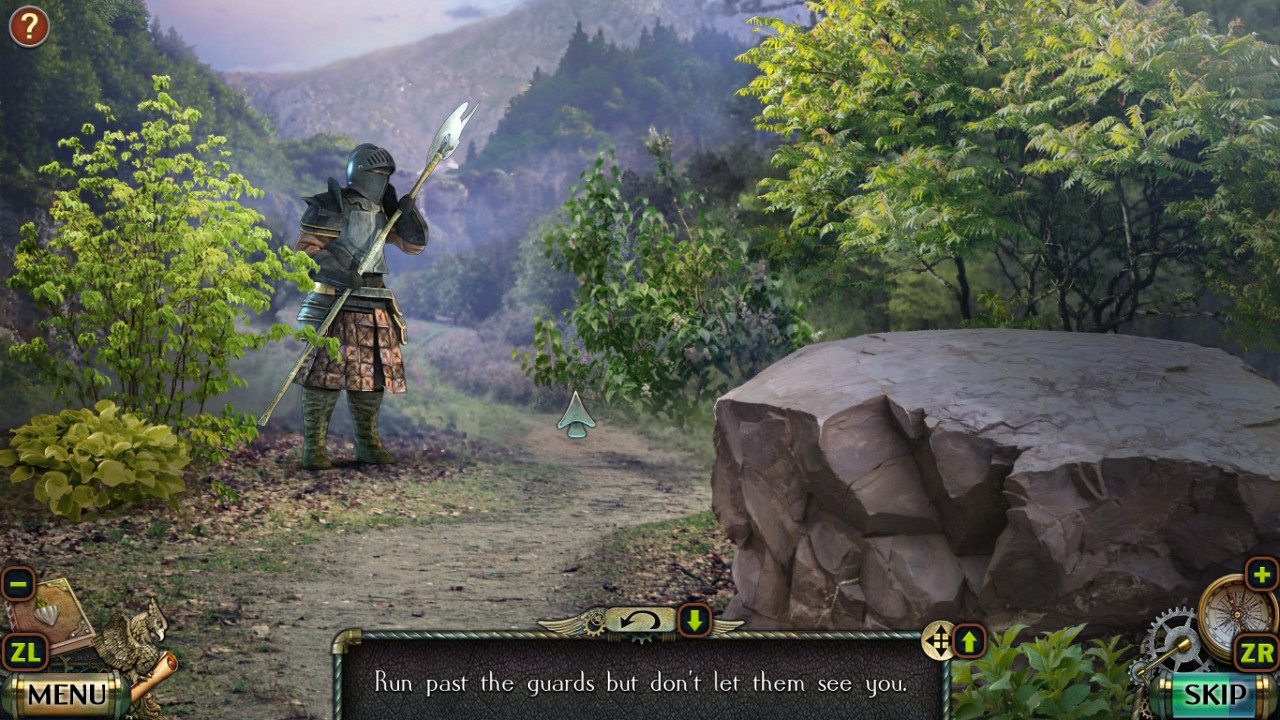 ?
−
ZL
MENU
Run past the guards but don't let them see you.
+
ZR
SKIP